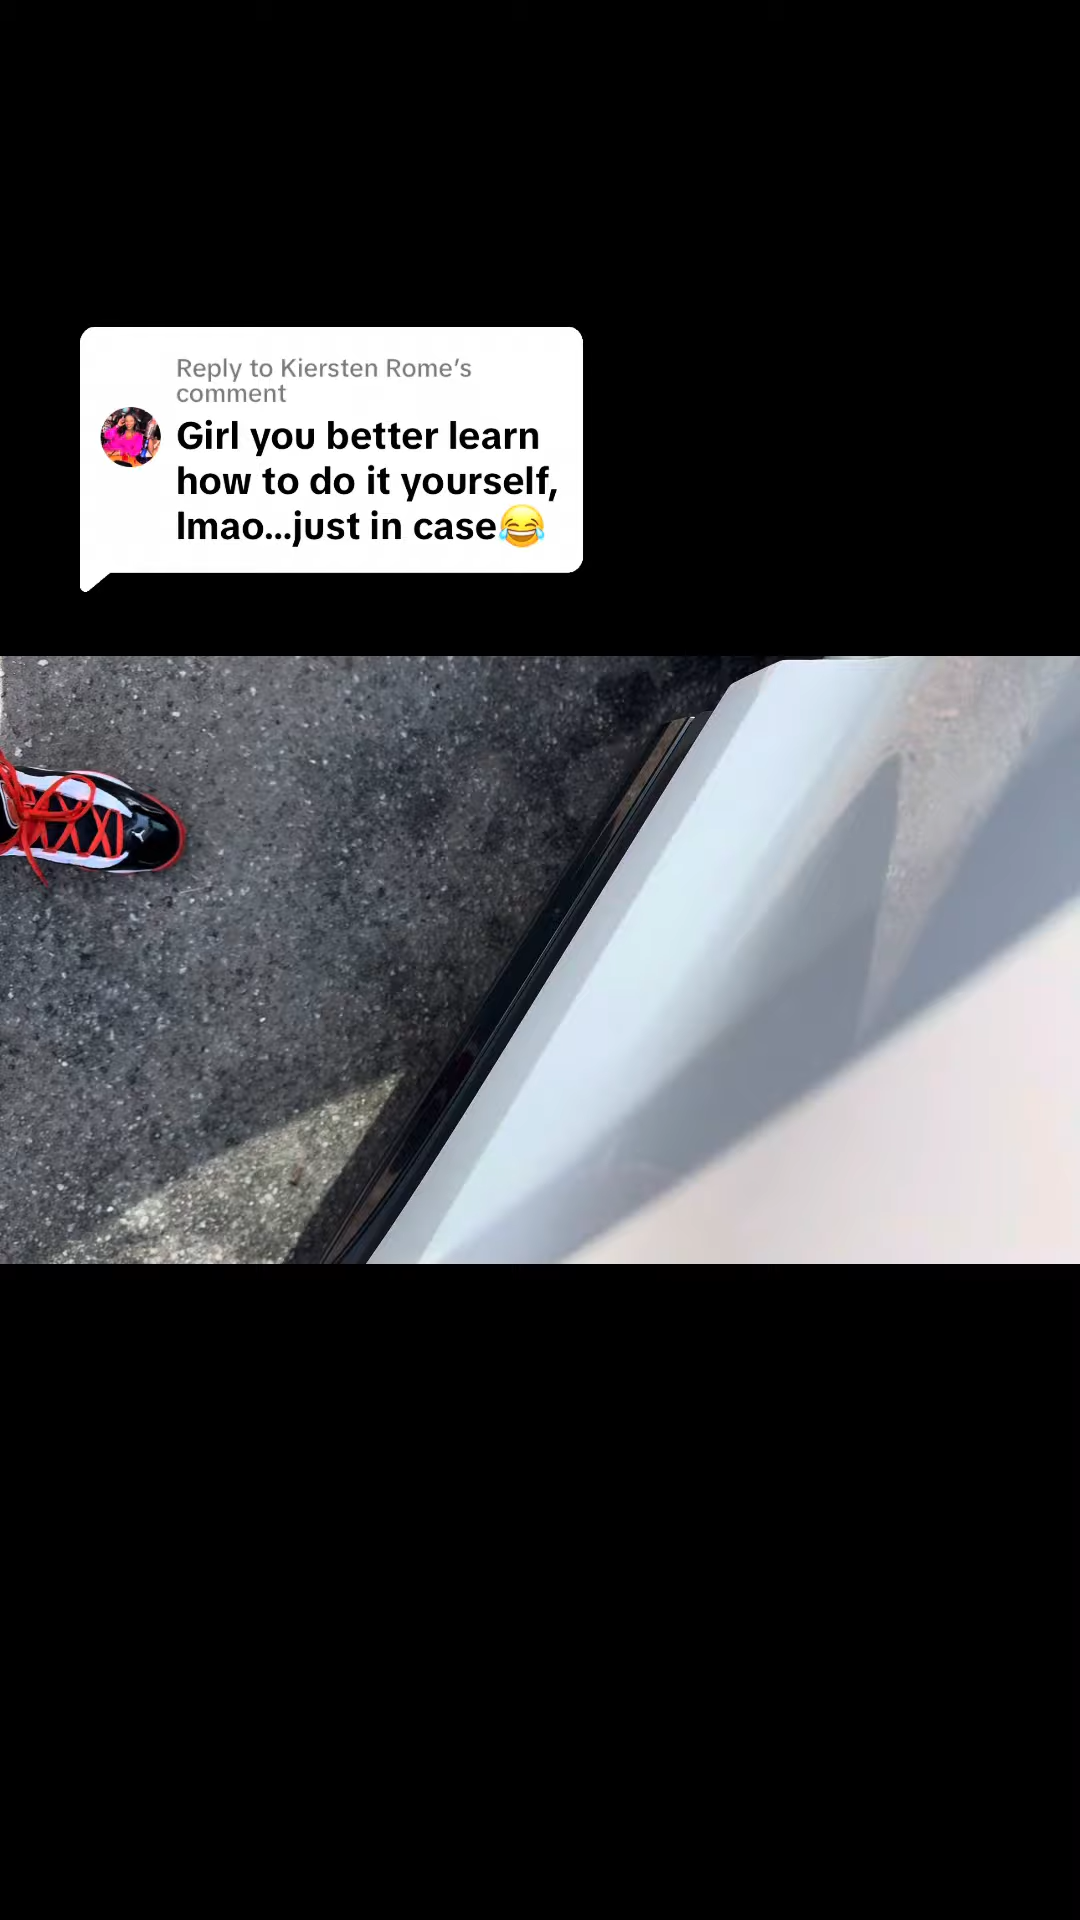 Reply to Kiersten Rome’s
comment
Girl you better learn
how to do it yourself,
lmao...just in case😂